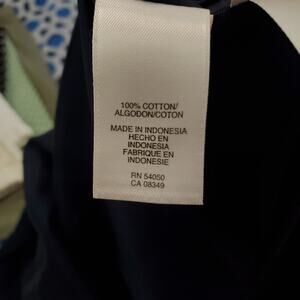 100% COTTON/
ALGODON/COTON
MADE IN INDONESIA
HECHO EN
INDONESIA
FABRIQUE EN
INDONESIE
RN 54050
CA 08349